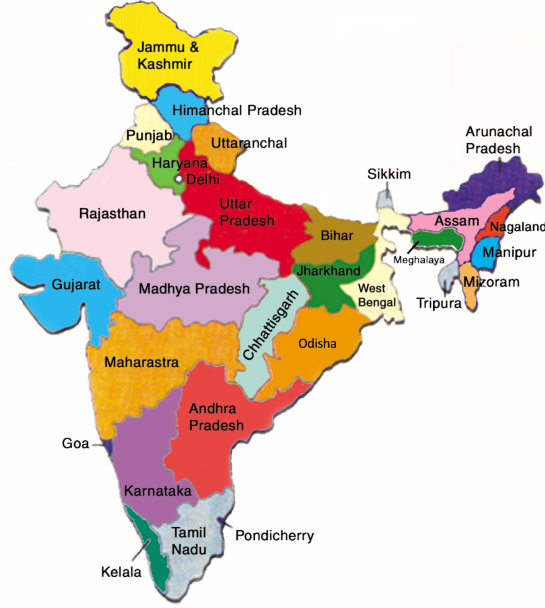 Jammu &
Kashmir
Himanchal Pradesh
Punjab
Uttaranchal
Haryana
Delhi
Arunachal
Pradesh
Sikkim
Rajasthan
Uttar
Pradesh
Assam
Nagaland
Bihar
Meghalaya
Manipur
Jharkhand
Gujarat
Madhya Pradesh
West
Bengal
Tripura
Mizoram
Chhattisgarh
Odisha
Maharastra
Andhra
Pradesh
Goa
Karnataka
Tamil
Nadu
Pondicherry
Kelala